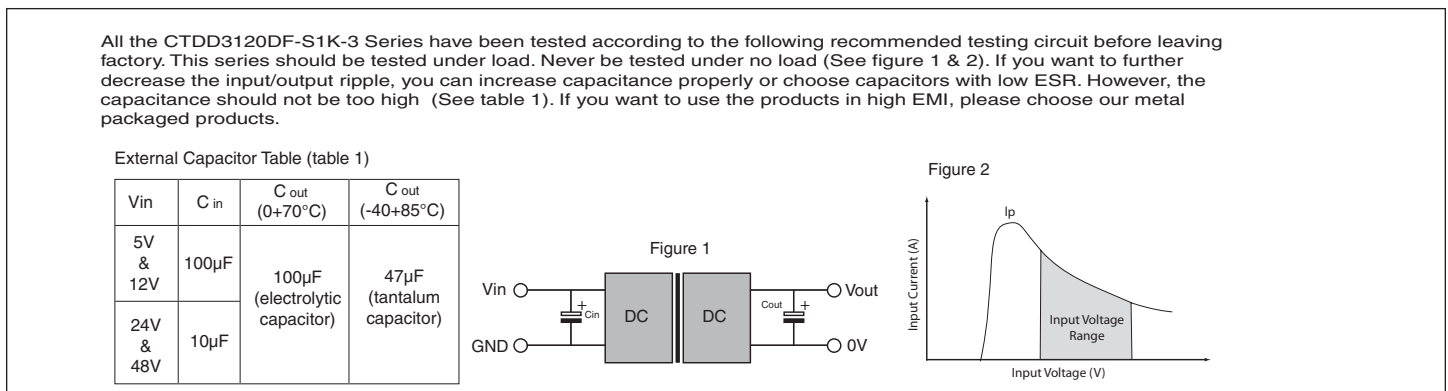 All the CTDD3120DF-S1K-3 Series have been tested according to the following recommended testing circuit before leaving
factory. This series should be tested under load. Never be tested under no load (See figure 1 & 2). If you want to further
decrease the input/output ripple, you can increase capacitance properly or choose capacitors with low ESR. However, the
capacitance should not be too high (See table 1). If you want to use the products in high EMI, please choose our metal
packaged products.
External Capacitor Table (table 1)
Vin
C in
C out
(0+70°C)
C out
(-40+85°C)
5V
&
12V
100µF
24V
&
48V
10µF
100µF
(electrolytic
capacitor)
47µF
(tantalum
capacitor)
Figure 1
Vin
GND
+
Cin
DC
DC
Cout
+
Vout
0V
Figure 2
Ip
Input Current (A)
Input Voltage
Range
Input Voltage (V)